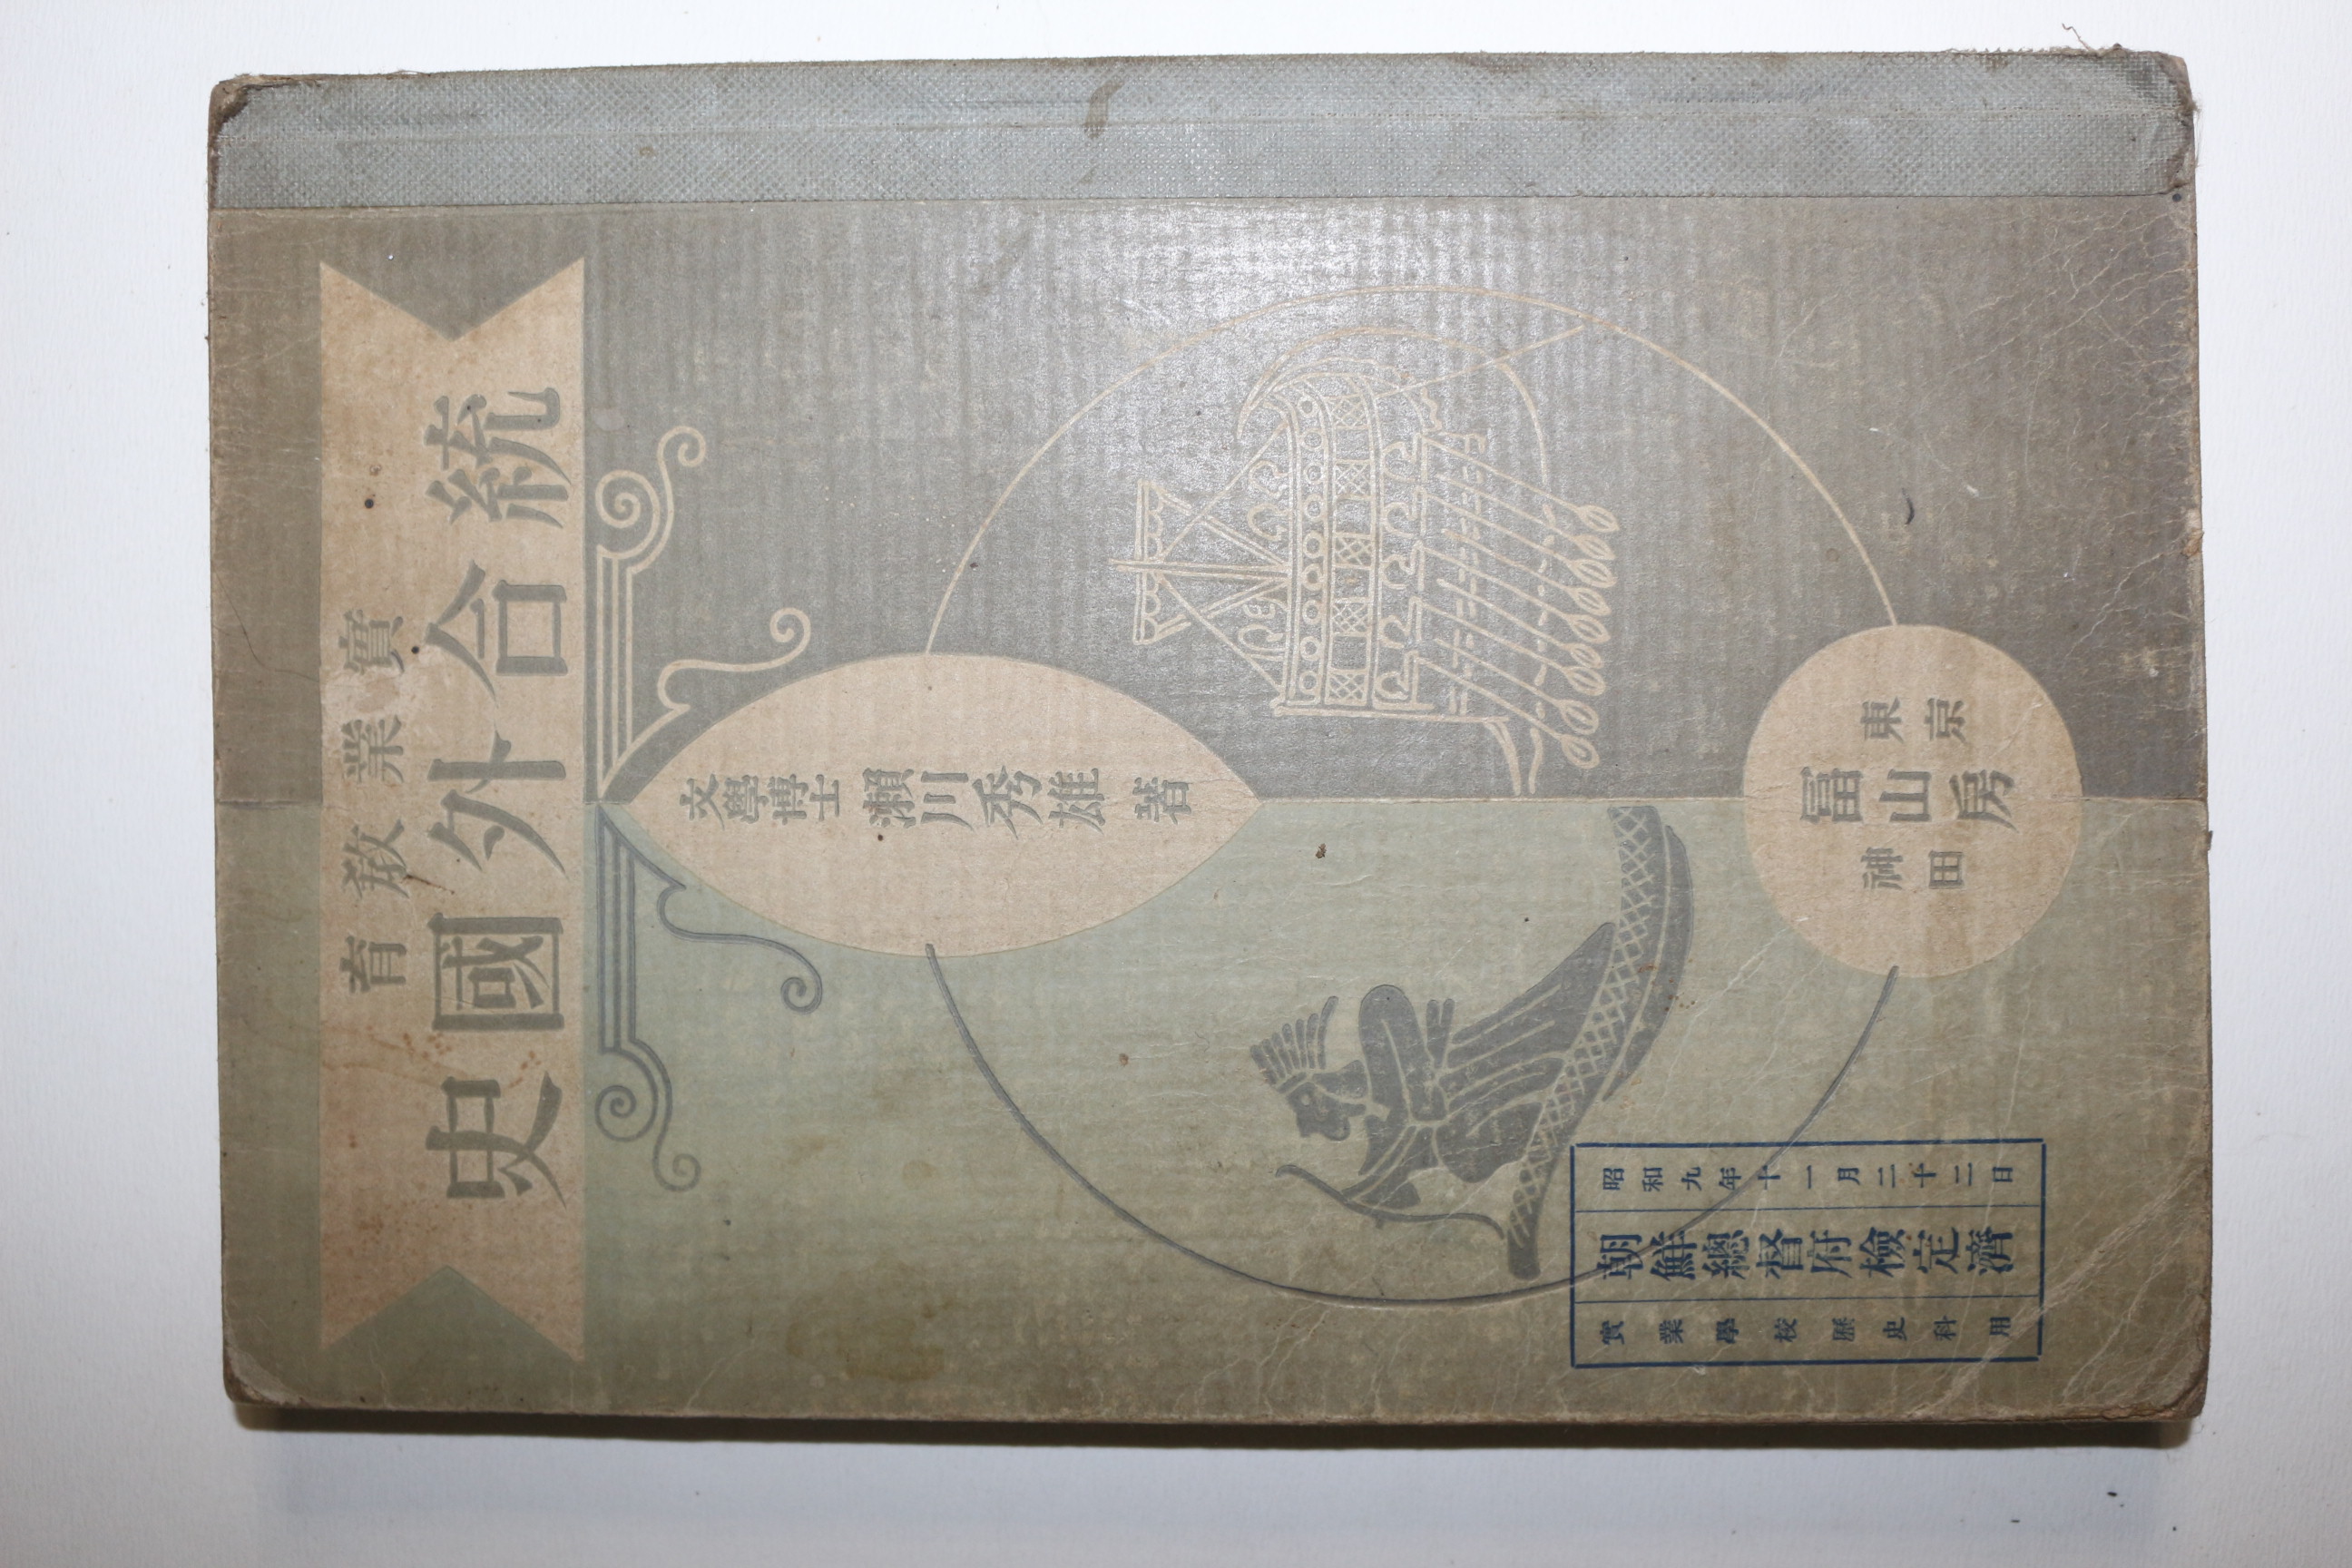 實業教育
統合外國史
文學博士 瀨川秀雄 著
東京
冨山房
神田
昭和九年十一月二十二日
朝鮮總督府檢定濟
實業學校歷史科用